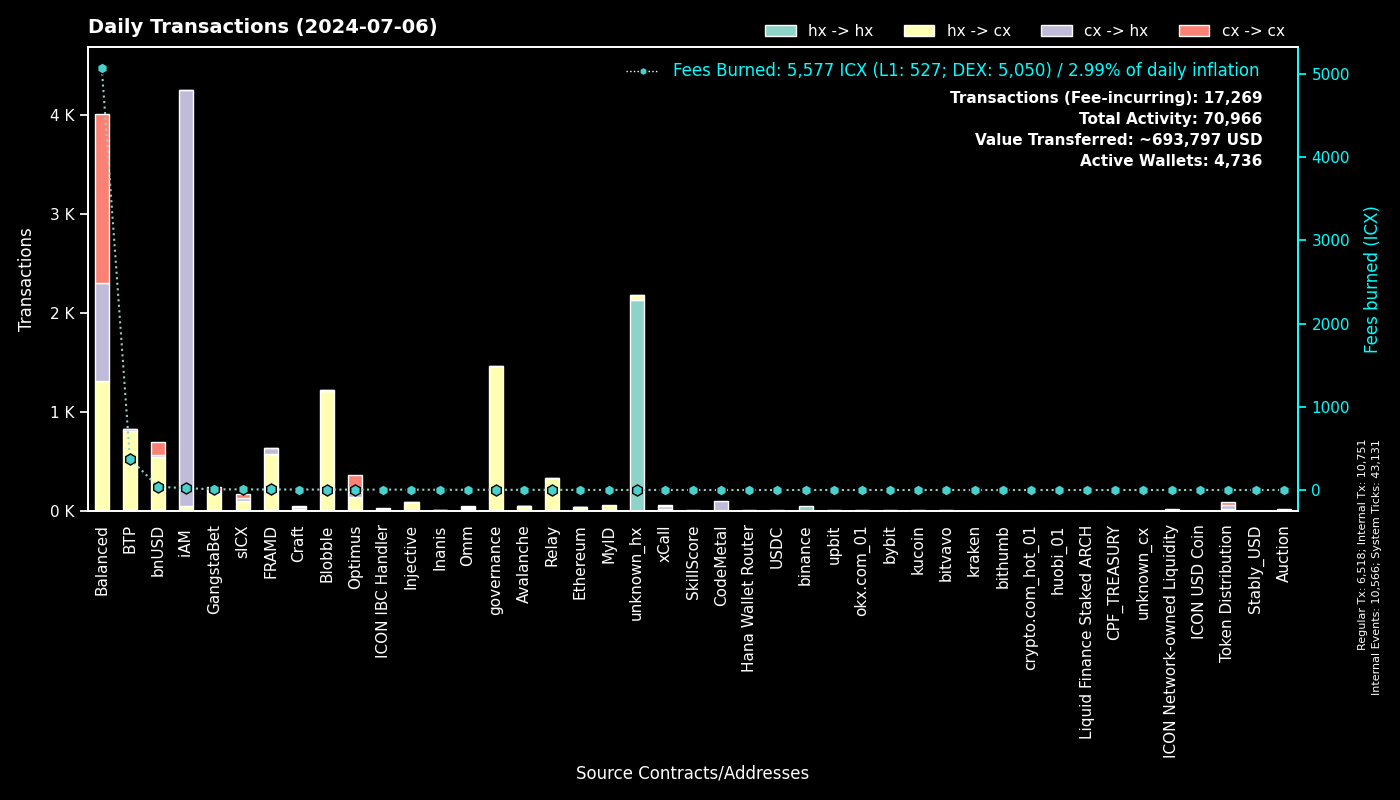 Daily Transactions (2024-07-06)
hx -> hx
hx -> cx
cx -> hx
cx -> cx
Fees Burned: 5,577 ICX (L1: 527; DEX: 5,050) / 2.99% of daily inflation
Transactions (Fee-incurring): 17,269
Total Activity: 70,966
Value Transferred: ~693,797 USD
Active Wallets: 4,736
Transactions
4 K
3 K
2 K
1 K
0 K
5000
4000
3000
2000
1000
0
Fees burned (ICX)
Regular Tx: 6,518; Internal Tx: 10,751
Internal Events: 10,566; System Ticks: 43,131
Balanced
BTP
bnUSD
iAM
GangstaBet
sICX
FRAMD
Craft
Blobble
Optimus
ICON IBC Handler
Injective
Inanis
Omm
governance
Avalanche
Relay
Ethereum
MyID
unknown_hx
xCall
SkillScore
CodeMetal
Hana Wallet Router
USDC
binance
upbit
okx.com_01
bybit
kucoin
bitvavo
kraken
bithumb
crypto.com_hot_01
huobi_01
Liquid Finance Staked ARCH
CPF_TREASURY
unknown_cx
ICON Network-owned Liquidity
ICON USD Coin
Token Distribution
Stably_USD
Auction
Source Contracts/Addresses